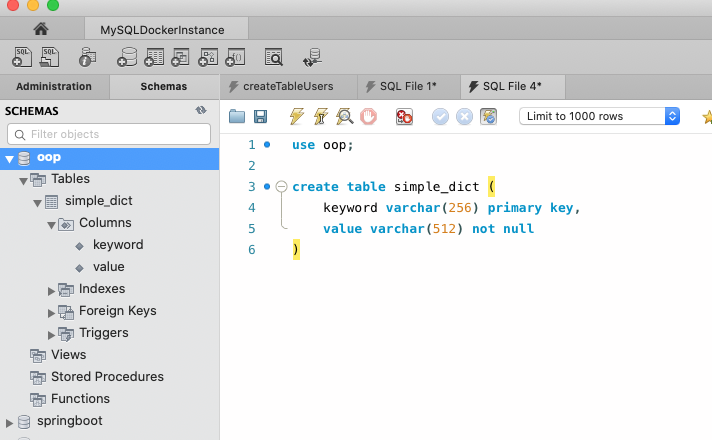 MySQLDockerInstance
Administration
Schemas
createTableUsers
SQL File 1*
SQL File 4*
SCHEMAS
Filter objects
Limit to 1000 rows
oop
Tables
simple_dict
Columns
keyword
value
Indexes
Foreign Keys
Triggers
Views
Stored Procedures
Functions
springboot
1 use oop;
2
3 create table simple_dict (
4 keyword varchar(256) primary key,
5 value varchar(512) not null
6 )